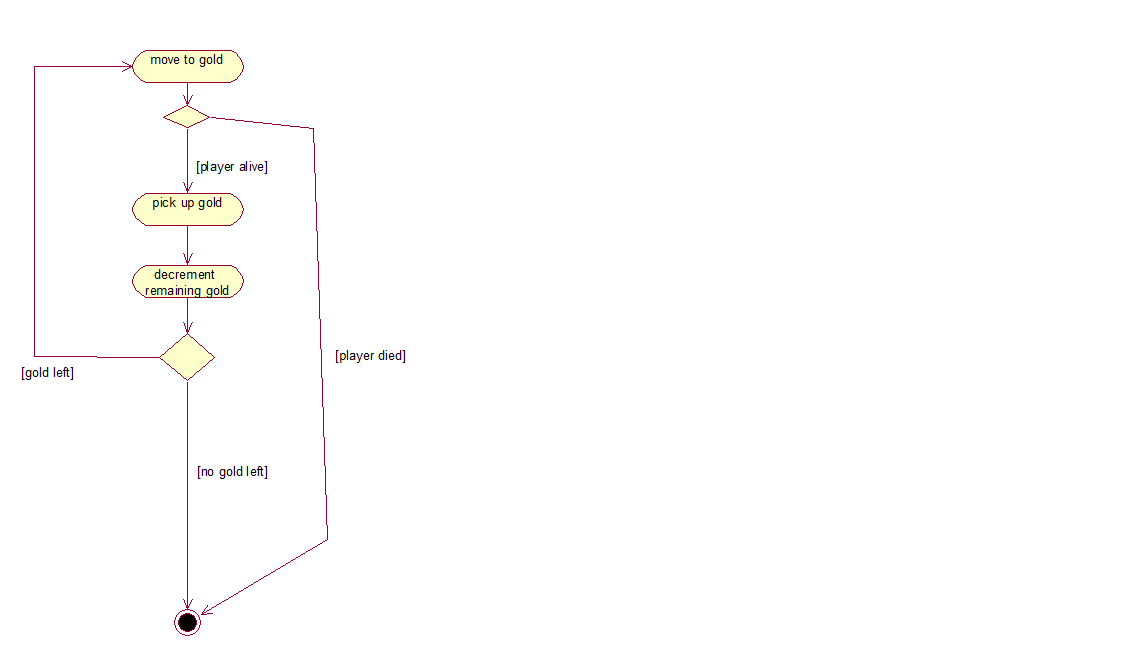 move to gold
[player alive]
pick up gold
decrement
remaining gold
[player died]
[gold left]
[no gold left]